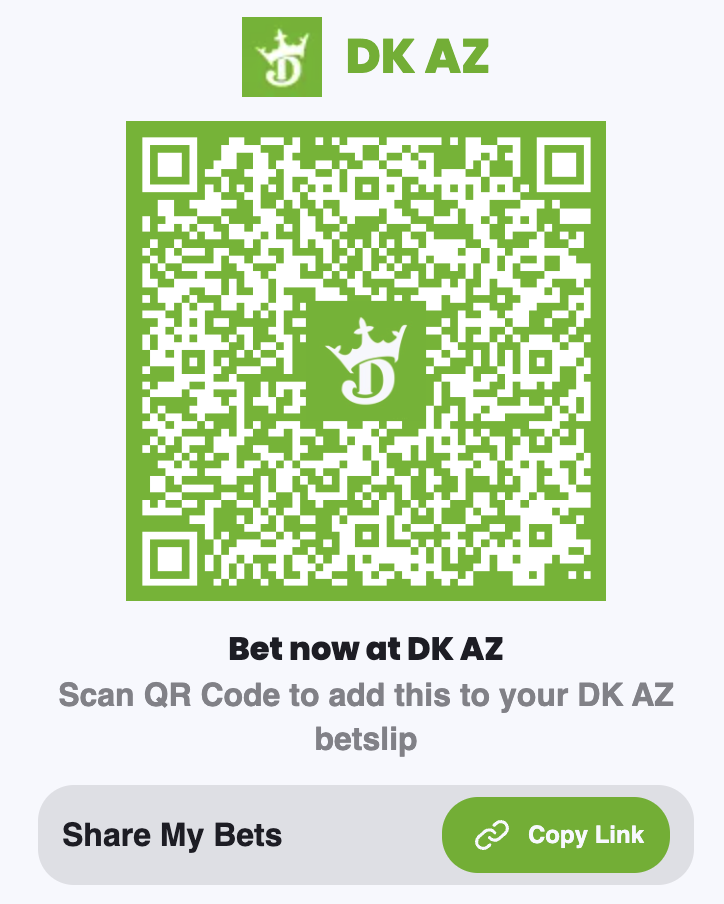 DK AZ
Bet now at DK AZ
Scan QR Code to add this to your DK AZ
betslip
Share My Bets
Copy Link